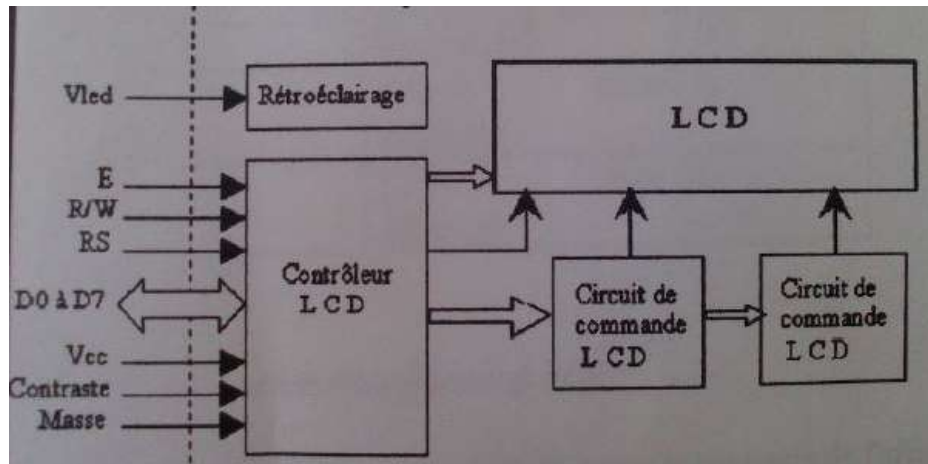 Vled
Rétroéclairage
LCD
E
R/W
RS
D0 à D7
Vcc
Contraste
Masse
Contrôleur
LCD
Circuit de
commande
LCD
Circuit de
commande
LCD